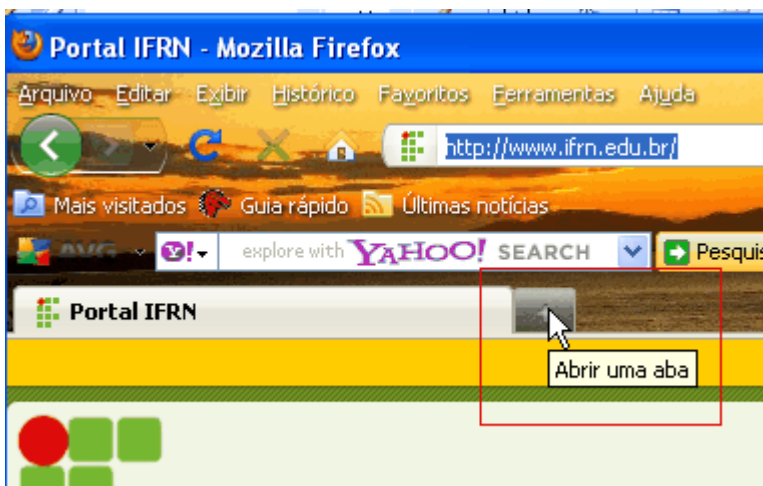 Portal IFRN - Mozilla Firefox
Arquivo Editar Exibir Histórico Favoritos Ferramentas Ajuda
http://www.ifrn.edu.br/
Mais visitados Guia rápido Últimas notícias
AVG Y! explore with YAHOO! SEARCH Pesquis
Portal IFRN
Abrir uma aba